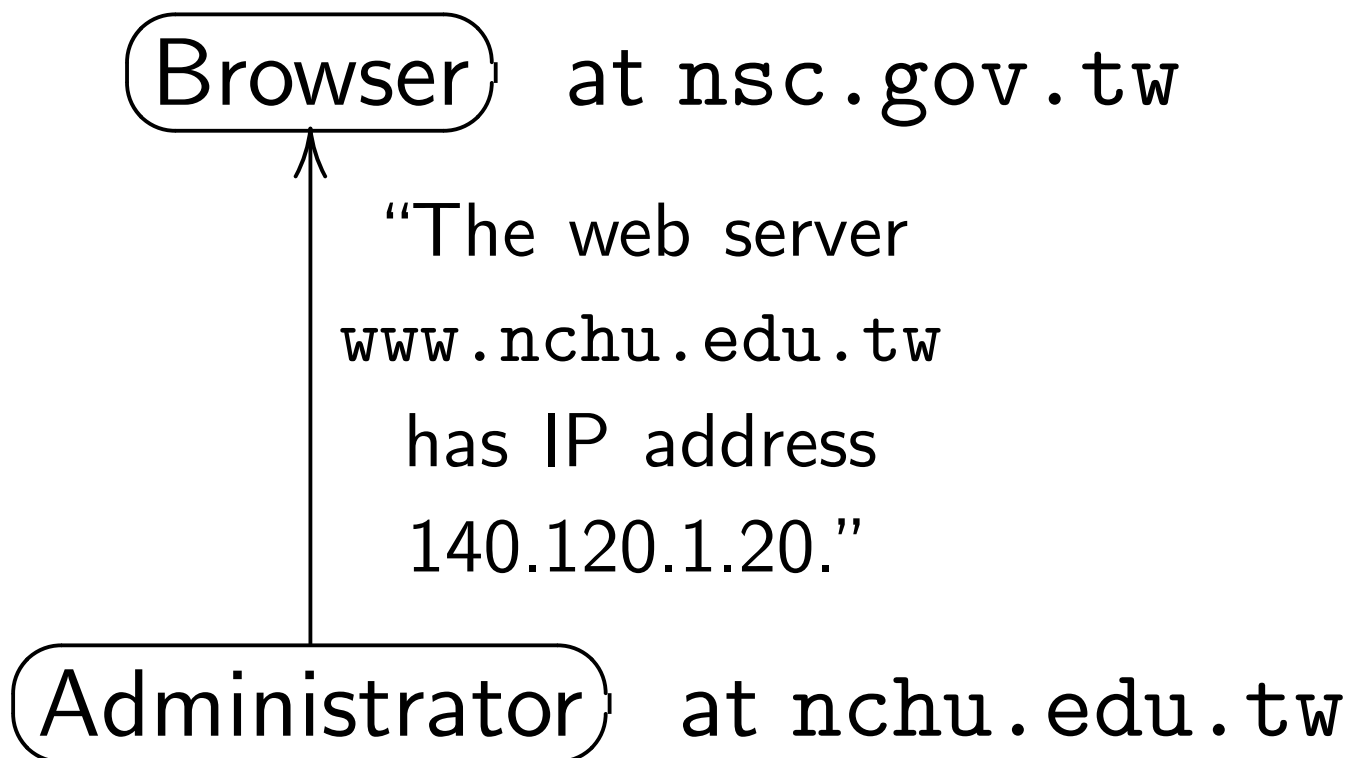 Browser at nsc.gov.tw
“The web server
www.nchu.edu.tw
has IP address
140.120.1.20.”
Administrator at nchu.edu.tw